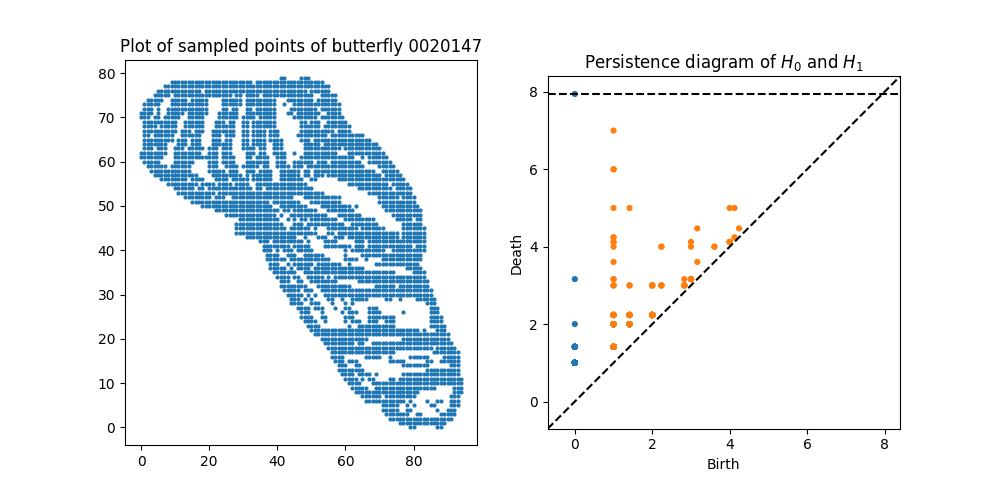 Plot of sampled points of butterfly 0020147
80
70
60
50
40
30
20
10
0
0 20 40 60 80
Persistence diagram of H₀ and H₁
8
6
4
2
0
Death
0 2 4 6 8
Birth